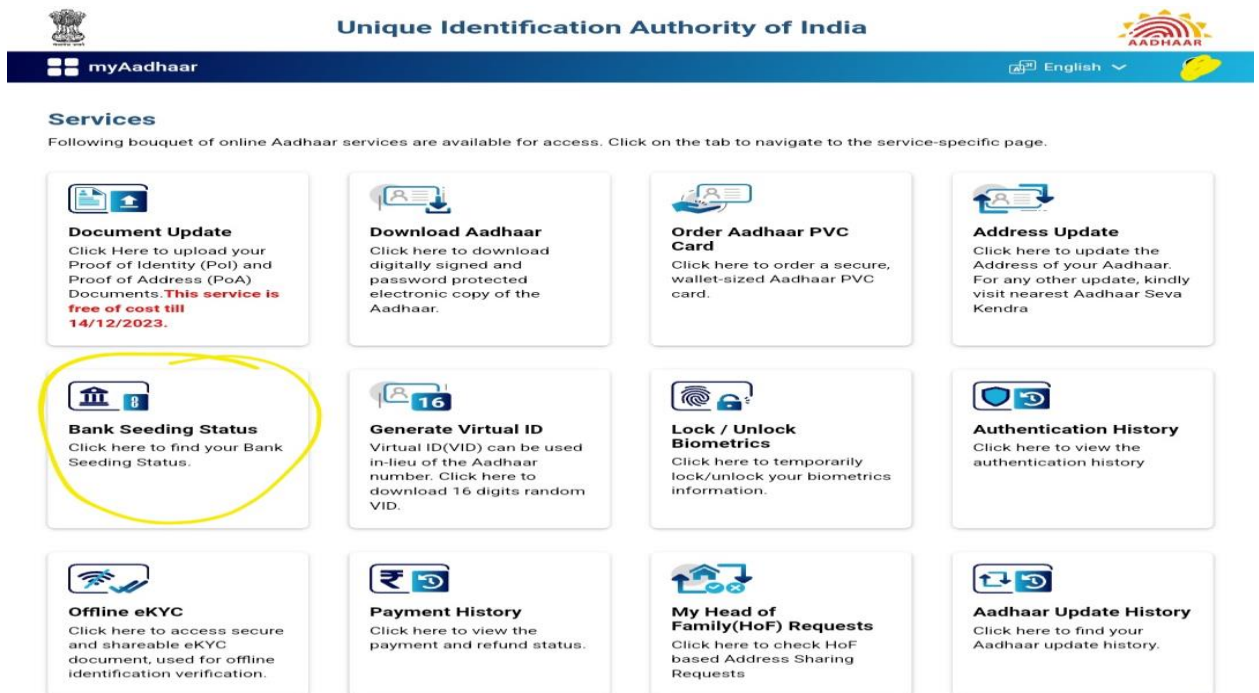 Unique Identification Authority of India
AADHAAR
myAadhaar
English
Services
Following bouquet of online Aadhaar services are available for access. Click on the tab to navigate to the service-specific page.
Document Update
Click Here to upload your
Proof of Identity (PoI) and
Proof of Address (PoA)
Documents.This service is
free of cost till
14/12/2023.
Download Aadhaar
Click here to download
digitally signed and
password protected
electronic copy of the
Aadhaar.
Order Aadhaar PVC
Card
Click here to order a secure,
wallet-sized Aadhaar PVC
card.
Address Update
Click here to update the
Address of your Aadhaar.
For any other update, kindly
visit nearest Aadhaar Seva
Kendra
8
Bank Seeding Status
Click here to find your Bank
Seeding Status.
16
Generate Virtual ID
Virtual ID(VID) can be used
in-lieu of the Aadhaar
number. Click here to
download 16 digits random
VID.
Lock / Unlock
Biometrics
Click here to temporarily
lock/unlock your biometrics
information.
Authentication History
Click here to view the
authentication history
Offline eKYC
Click here to access secure
and shareable eKYC
document, used for offline
identification verification.
₹
Payment History
Click here to view the
payment and refund status.
My Head of
Family(HoF) Requests
Click here to check HoF
based Address Sharing
Requests
Aadhaar Update History
Click here to find your
Aadhaar update history.